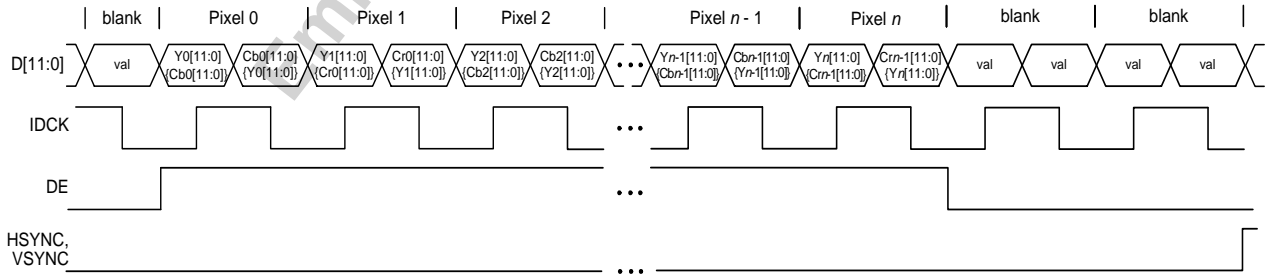 | blank | Pixel 0 | Pixel 1 | Pixel 2 | Pixel n - 1 | Pixel n | blank | blank |
D[11:0] val Y0[11:0] Cb0[11:0] Y1[11:0] Cr0[11:0] Y2[11:0] Cb2[11:0] ... Yn-1[11:0] Cbn-1[11:0] Yn[11:0] Crn-1[11:0] val val val val
{Cb0[11:0]} {Y0[11:0]} {Cr0[11:0]} {Y1[11:0]} {Cb2[11:0]} {Y2[11:0]} {Cbn-1[11:0]} {Yn-1[11:0]} {Crn-1[11:0]} {Yn[11:0]}
IDCK ...
DE ...
HSYNC,
VSYNC ...